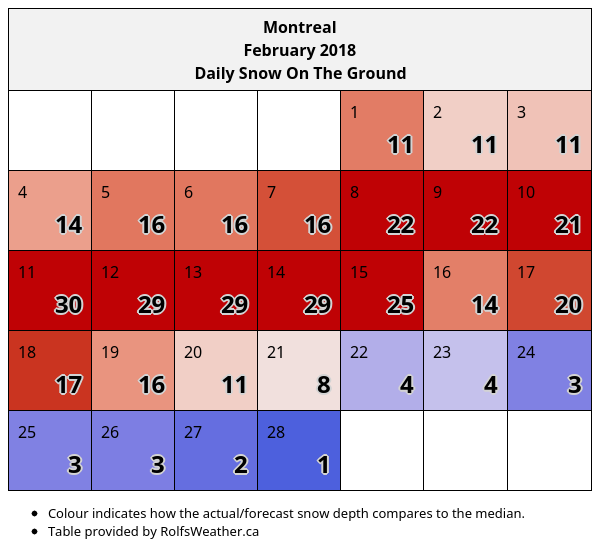 Montreal
February 2018
Daily Snow On The Ground
1 2 3
11 11 11
4 5 6 7 8 9 10
14 16 16 16 22 22 21
11 12 13 14 15 16 17
30 29 29 29 25 14 20
18 19 20 21 22 23 24
17 16 11 8 4 4 3
25 26 27 28
3 3 2 1
• Colour indicates how the actual/forecast snow depth compares to the median.
• Table provided by RolfsWeather.ca